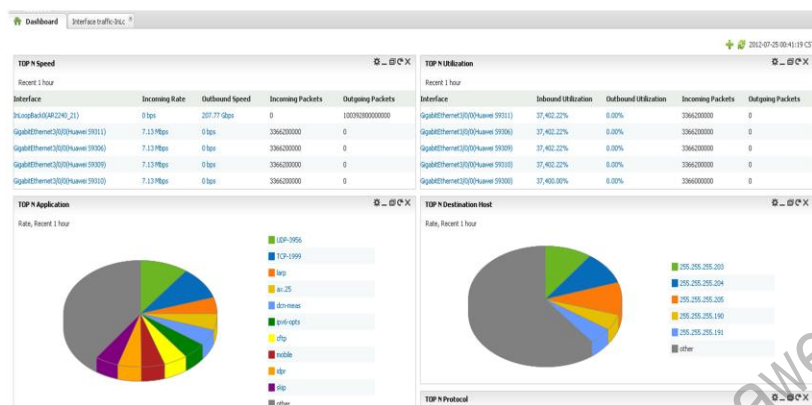 Dashboard Interface traffic-InLc
2012-07-25 00:41:19 CST
TOP N Speed
Recent 1 hour
Interface Incoming Rate Outbound Speed Incoming Packets Outgoing Packets
InLoopBack0(AR2240_21) 0 bps 207.77 Gbps 0 100392800000000
GigabitEthernet3/0/0(Huawei 59311) 7.13 Mbps 0 bps 3366200000 0
GigabitEthernet3/0/0(Huawei 59306) 7.13 Mbps 0 bps 3366200000 0
GigabitEthernet3/0/0(Huawei 59309) 7.13 Mbps 0 bps 3366200000 0
GigabitEthernet3/0/0(Huawei 59310) 7.13 Mbps 0 bps 3366200000 0
TOP N Utilization
Recent 1 hour
Interface Inbound Utilization Outbound Utilization Incoming Packets Outgoing Packets
GigabitEthernet3/0/0(Huawei 59311) 37,402.22% 0.00% 3366200000 0
GigabitEthernet3/0/0(Huawei 59306) 37,402.22% 0.00% 3366200000 0
GigabitEthernet3/0/0(Huawei 59309) 37,402.22% 0.00% 3366200000 0
GigabitEthernet3/0/0(Huawei 59310) 37,402.22% 0.00% 3366200000 0
GigabitEthernet3/0/0(Huawei 59300) 37,400.00% 0.00% 3366000000 0
TOP N Application
Rate, Recent 1 hour
UDP-3956
TCP-1999
larp
ax.25
dcn-meas
ipv6-opts
sftp
mobile
idpr
skip
other
TOP N Destination Host
Rate, Recent 1 hour
255.255.255.203
255.255.255.204
255.255.255.205
255.255.255.190
255.255.255.191
other
TOP N Protocol